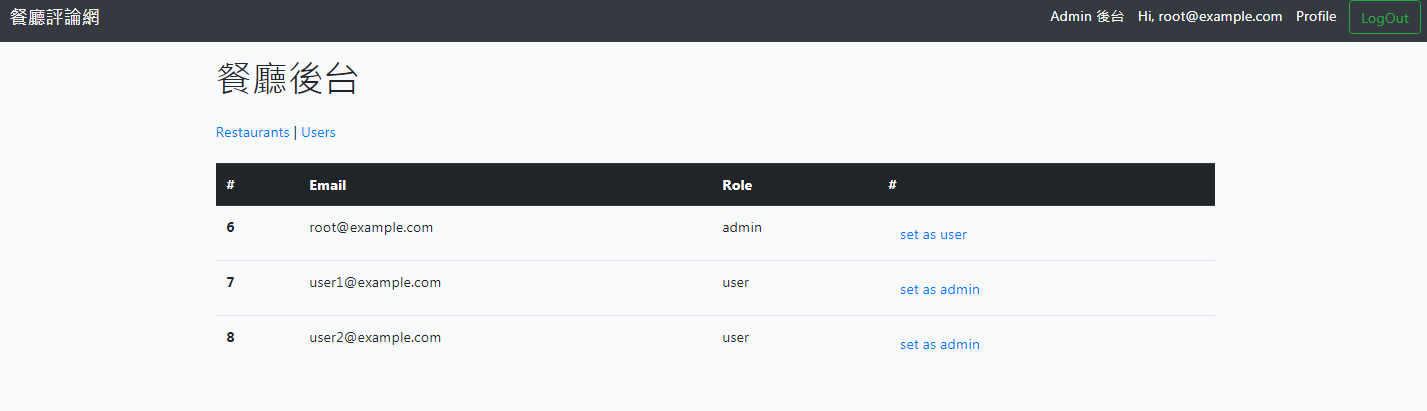 餐廳評論網 Admin 後台 Hi, root@example.com Profile LogOut
餐廳後台
Restaurants | Users
# Email Role #
6 root@example.com admin set as user
7 user1@example.com user set as admin
8 user2@example.com user set as admin